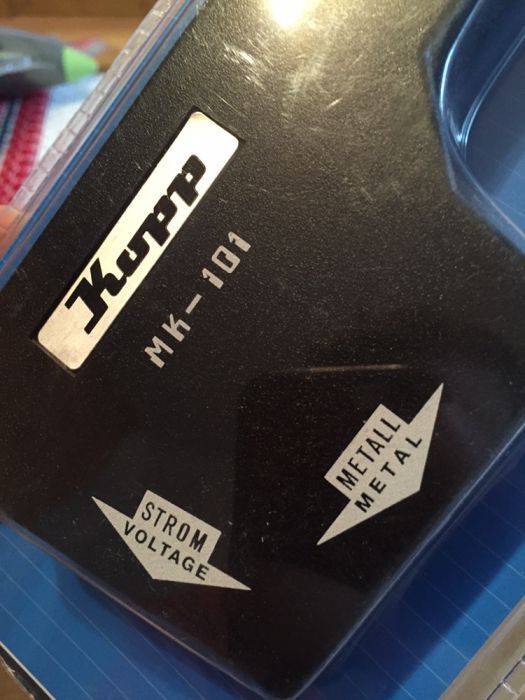 Kopp
MK-101
STROM
VOLTAGE
METALL
METAL